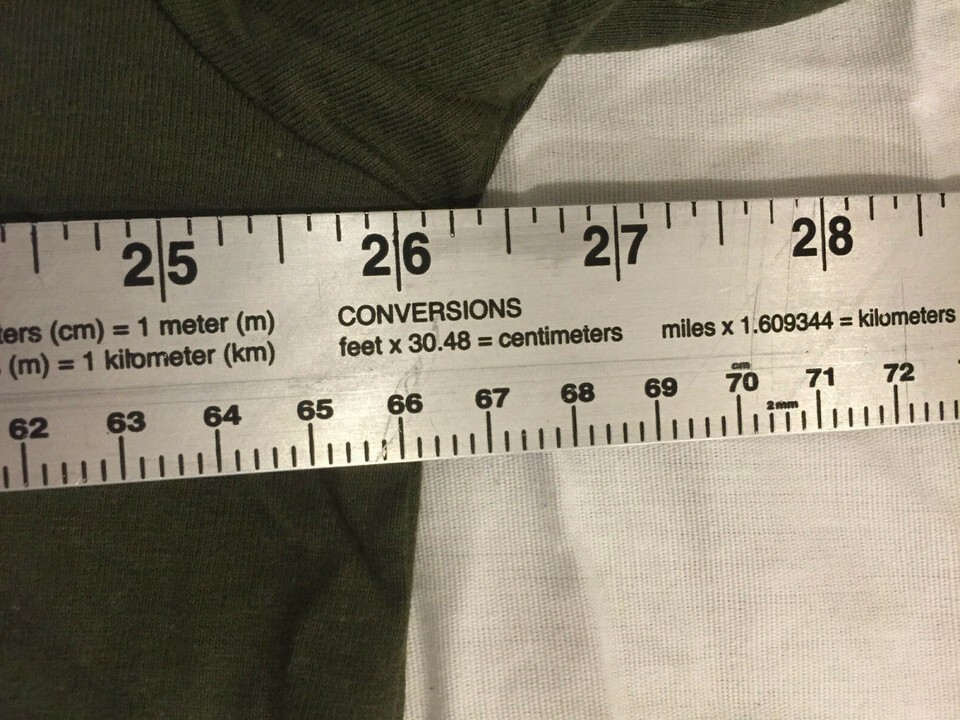 25 26 27 28
ters (cm) = 1 meter (m)
(m) = 1 kilometer (km)
CONVERSIONS
feet x 30.48 = centimeters
miles x 1.609344 = kilometers
62 63 64 65 66 67 68 69 70 71 72
cm
2mm